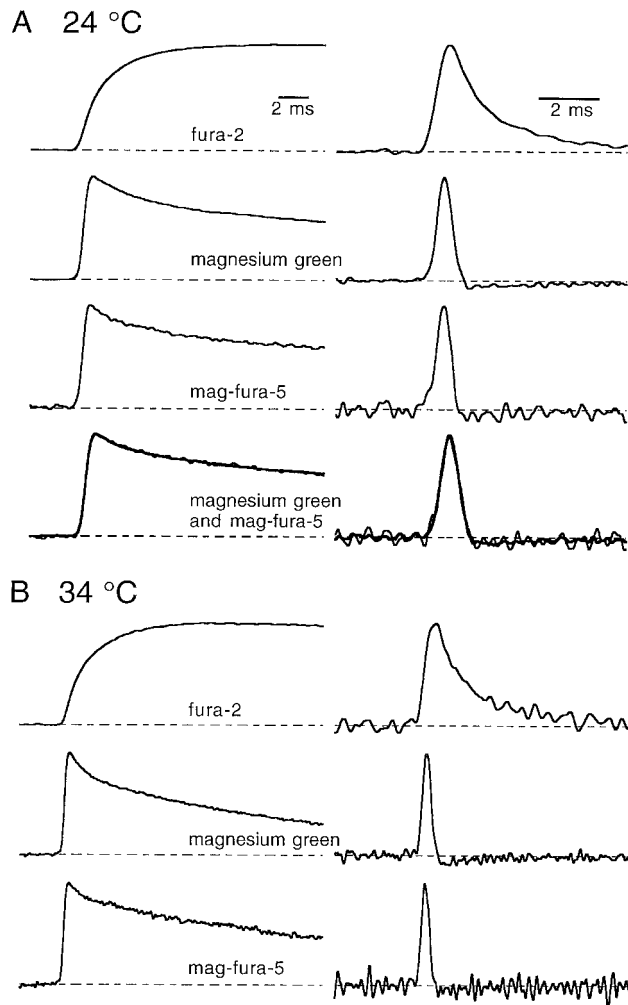 A 24 °C
2 ms
2 ms
fura-2
magnesium green
mag-fura-5
magnesium green
and mag-fura-5
B 34 °C
fura-2
magnesium green
mag-fura-5